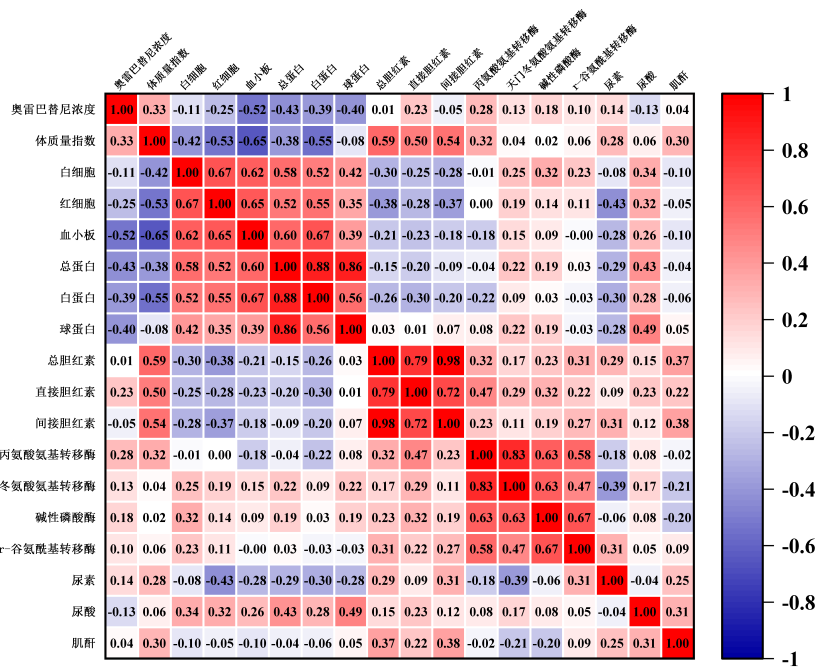 奥雷巴替尼浓度 体质量指数 白细胞 红细胞 血小板 总蛋白 白蛋白 球蛋白 总胆红素 直接胆红素 间接胆红素 丙氨酸氨基转移酶 天门冬氨酸氨基转移酶 碱性磷酸酶 r-谷氨酰基转移酶 尿素 尿酸 肌酐
奥雷巴替尼浓度 1.00 0.33 -0.11 -0.25 -0.52 -0.43 -0.39 -0.40 0.01 0.23 -0.05 0.28 0.13 0.18 0.10 0.14 -0.13 0.04
体质量指数 0.33 1.00 -0.42 -0.53 -0.65 -0.38 -0.55 -0.08 0.59 0.50 0.54 0.32 0.04 0.02 0.06 0.28 0.06 0.30
白细胞 -0.11 -0.42 1.00 0.67 0.62 0.58 0.52 0.42 -0.30 -0.25 -0.28 -0.01 0.25 0.32 0.23 -0.08 0.34 -0.10
红细胞 -0.25 -0.53 0.67 1.00 0.65 0.52 0.55 0.35 -0.38 -0.28 -0.37 0.00 0.19 0.14 0.11 -0.43 0.32 -0.05
血小板 -0.52 -0.65 0.62 0.65 1.00 0.60 0.67 0.39 -0.21 -0.23 -0.18 -0.18 0.15 0.09 -0.00 -0.28 0.26 -0.10
总蛋白 -0.43 -0.38 0.58 0.52 0.60 1.00 0.88 0.86 -0.15 -0.20 -0.09 -0.04 0.22 0.19 0.03 -0.29 0.43 -0.04
白蛋白 -0.39 -0.55 0.52 0.55 0.67 0.88 1.00 0.56 -0.26 -0.30 -0.20 -0.22 0.09 0.03 -0.03 -0.30 0.28 -0.06
球蛋白 -0.40 -0.08 0.42 0.35 0.39 0.86 0.56 1.00 0.03 0.01 0.07 0.08 0.22 0.19 -0.03 -0.28 0.49 0.05
总胆红素 0.01 0.59 -0.30 -0.38 -0.21 -0.15 -0.26 0.03 1.00 0.79 0.98 0.32 0.17 0.23 0.31 0.29 0.15 0.37
直接胆红素 0.23 0.50 -0.25 -0.28 -0.23 -0.20 -0.30 0.01 0.79 1.00 0.72 0.47 0.29 0.32 0.22 0.09 0.23 0.22
间接胆红素 -0.05 0.54 -0.28 -0.37 -0.18 -0.09 -0.20 0.07 0.98 0.72 1.00 0.23 0.11 0.19 0.27 0.31 0.12 0.38
丙氨酸氨基转移酶 0.28 0.32 -0.01 0.00 -0.18 -0.04 -0.22 0.08 0.32 0.47 0.23 1.00 0.83 0.63 0.58 -0.18 0.08 -0.02
冬氨酸氨基转移酶 0.13 0.04 0.25 0.19 0.15 0.22 0.09 0.22 0.17 0.29 0.11 0.83 1.00 0.63 0.47 -0.39 0.17 -0.21
碱性磷酸酶 0.18 0.02 0.32 0.14 0.09 0.19 0.03 0.19 0.23 0.32 0.19 0.63 0.63 1.00 0.67 -0.06 0.08 -0.20
r-谷氨酰基转移酶 0.10 0.06 0.23 0.11 -0.00 0.03 -0.03 -0.03 0.31 0.22 0.27 0.58 0.47 0.67 1.00 0.31 0.05 0.09
尿素 0.14 0.28 -0.08 -0.43 -0.28 -0.29 -0.30 -0.28 0.29 0.09 0.31 -0.18 -0.39 -0.06 0.31 1.00 -0.04 0.25
尿酸 -0.13 0.06 0.34 0.32 0.26 0.43 0.28 0.49 0.15 0.23 0.12 0.08 0.17 0.08 0.05 -0.04 1.00 0.31
肌酐 0.04 0.30 -0.10 -0.05 -0.10 -0.04 -0.06 0.05 0.37 0.22 0.38 -0.02 -0.21 -0.20 0.09 0.25 0.31 1.00
1
0.8
0.6
0.4
0.2
0
-0.2
-0.4
-0.6
-0.8
-1